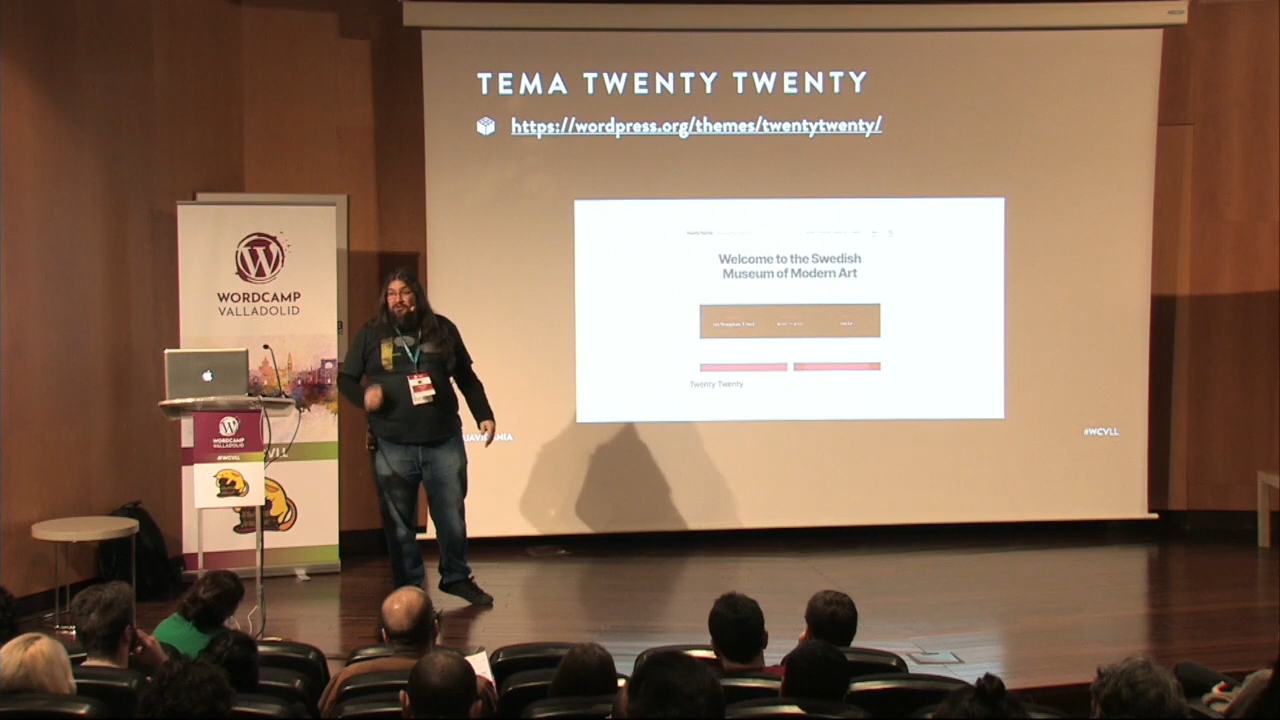 TEMA TWENTY TWENTY
https://wordpress.org/themes/twentytwenty/
Welcome to the Swedish
Museum of Modern Art
Twenty Twenty
#WCVLL
WORDCAMP
VALLADOLID
WORDCAMP
VALLADOLID
#WCVLL